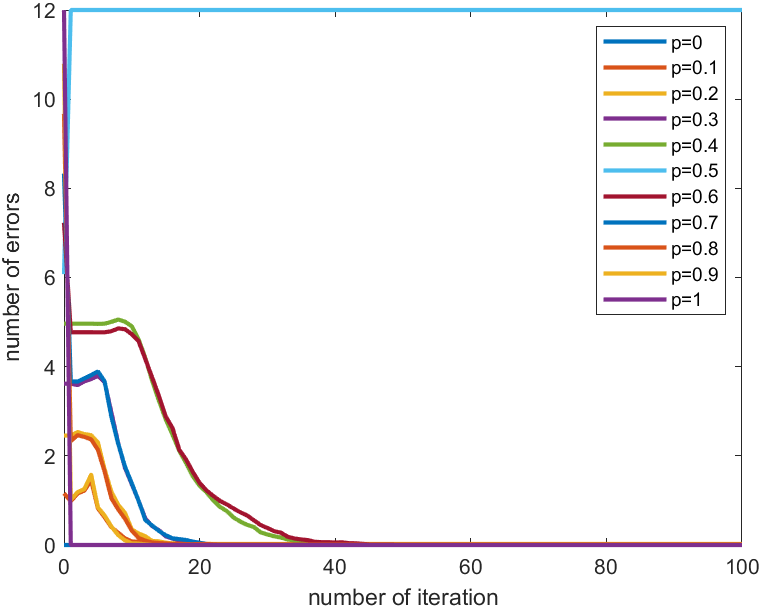 12
10
8
6
4
2
0
number of errors
p=0
p=0.1
p=0.2
p=0.3
p=0.4
p=0.5
p=0.6
p=0.7
p=0.8
p=0.9
p=1
0 20 40 60 80 100
number of iteration